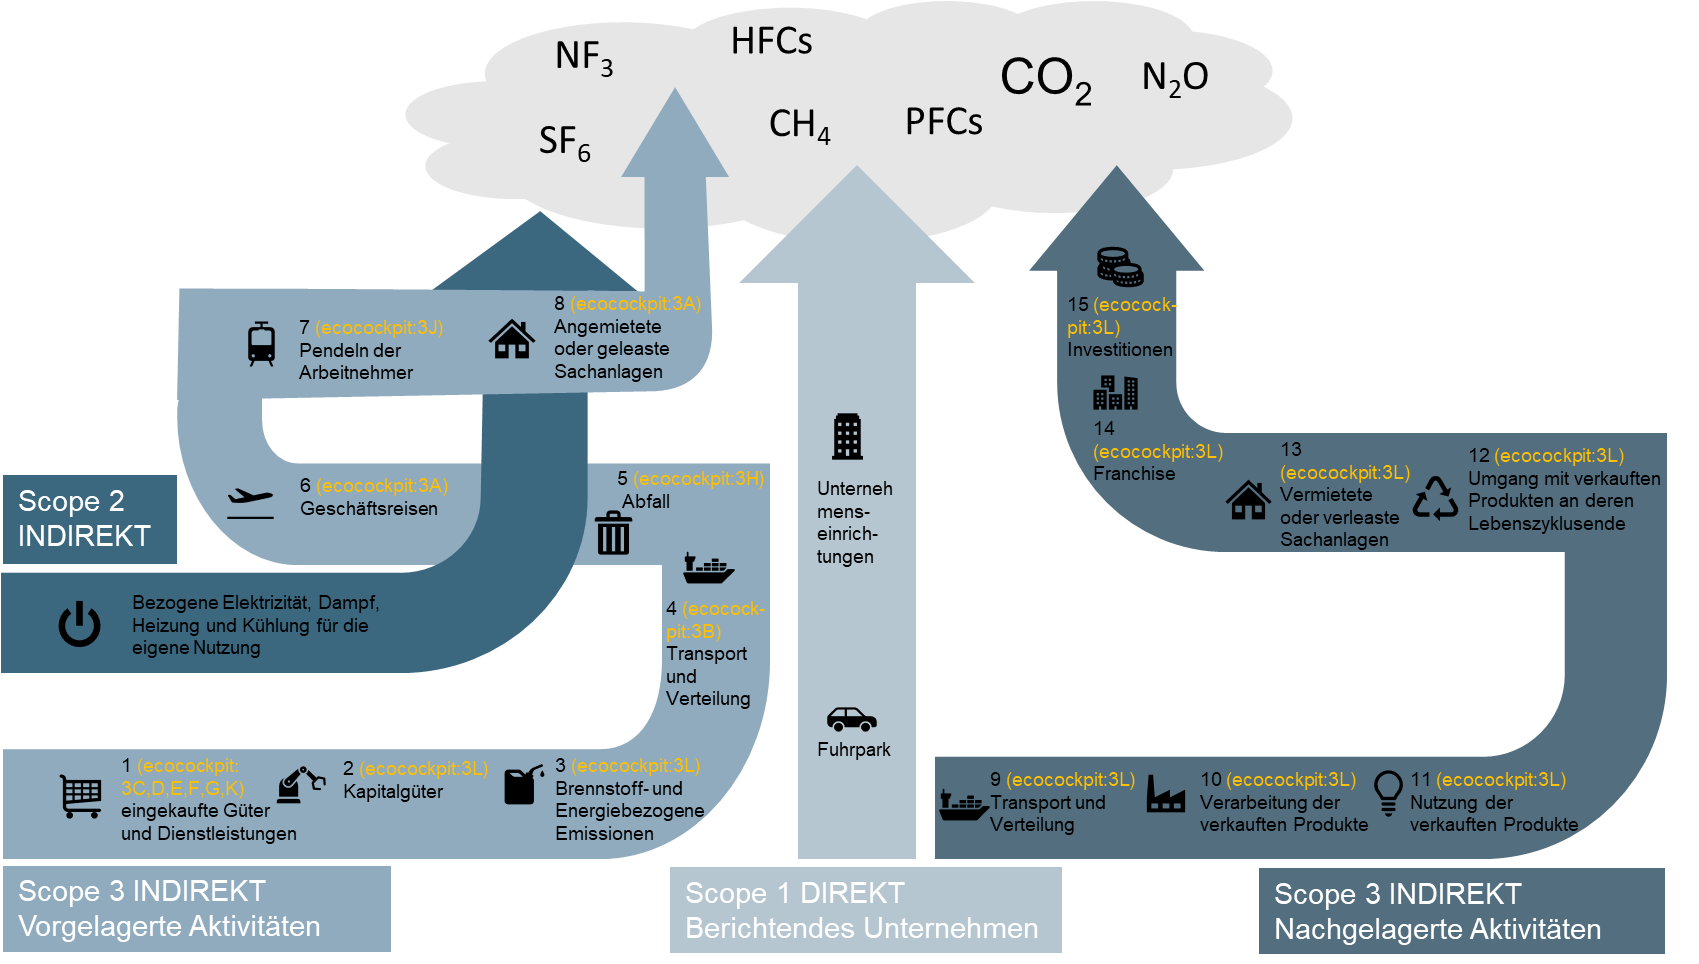 NF3
HFCs
CO2
N2O
SF6
CH4
PFCs
7 (ecocockpit:3J)
Pendeln der
Arbeitnehmer
8 (ecocockpit:3A)
Angemietete
oder geleaste
Sachanlagen
6 (ecocockpit:3A)
Geschäftsreisen
5 (ecocockpit:3H)
Abfall
4 (ecocock-
pit:3B)
Transport
und
Verteilung
Scope 2
INDIREKT
Bezogene Elektrizität, Dampf,
Heizung und Kühlung für die
eigene Nutzung
1 (ecocockpit:
3C,D,E,F,G,K)
eingekaufte Güter
und Dienstleistungen
2 (ecocockpit:3L)
Kapitalgüter
3 (ecocockpit:3L)
Brennstoff- und
Energiebezogene
Emissionen
Scope 3 INDIREKT
Vorgelagerte Aktivitäten
Unterneh
mens-
einrich-
tungen
Fuhrpark
Scope 1 DIREKT
Berichtendes Unternehmen
15 (ecocock-
pit:3L)
Investitionen
14
(ecocockpit:3L)
Franchise
13
(ecocockpit:3L)
Vermietete
oder verleaste
Sachanlagen
12 (ecocockpit:3L)
Umgang mit verkauften
Produkten an deren
Lebenszyklusende
9 (ecocockpit:3L)
Transport und
Verteilung
10 (ecocockpit:3L)
Verarbeitung der
verkauften Produkte
11 (ecocockpit:3L)
Nutzung der
verkauften Produkte
Scope 3 INDIREKT
Nachgelagerte Aktivitäten